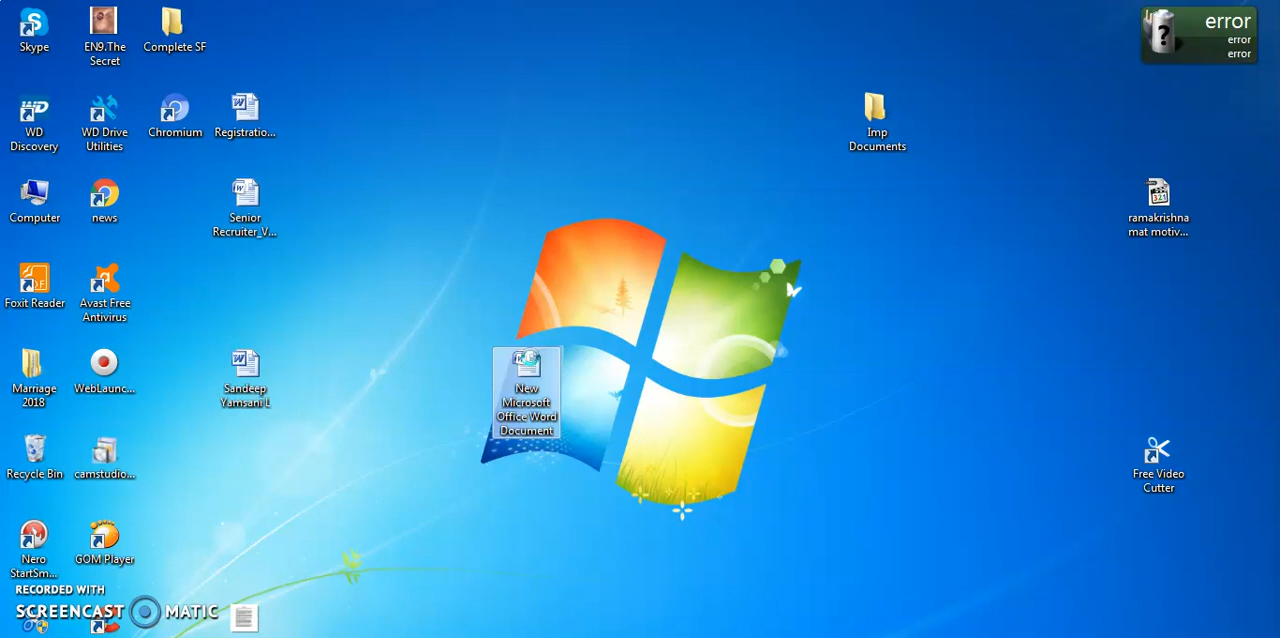 Skype
EN9.The
Secret
Complete SF
error
error
error
WD
Discovery
WD Drive
Utilities
Chromium
Registratio...
Imp
Documents
Computer
news
Senior
Recruiter_V...
ramakrishna
mat motiv...
Foxit Reader
Avast Free
Antivirus
Marriage
2018
WebLaunc...
Sandeep
Yamsani L
New
Microsoft
Office Word
Document
Recycle Bin
camstudio...
Free Video
Cutter
Nero
StartSm...
GOM Player
RECORDED WITH
SCREENCAST MATIC